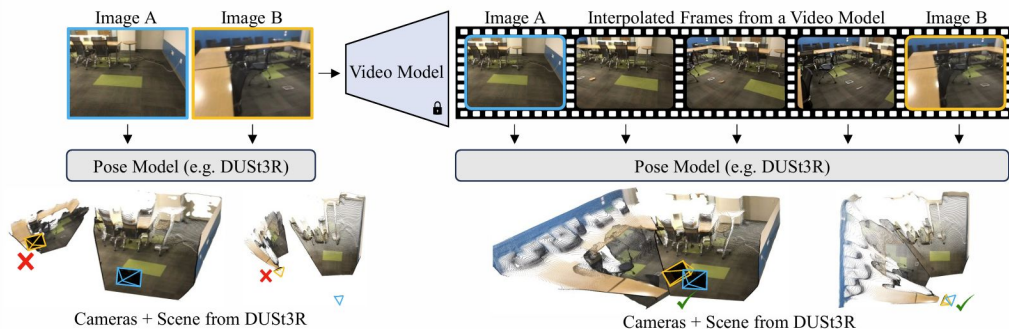 Image A
Image B
Video Model
Image A
Interpolated Frames from a Video Model
Image B
Pose Model (e.g. DUSt3R)
Pose Model (e.g. DUSt3R)
Cameras + Scene from DUSt3R
Cameras + Scene from DUSt3R